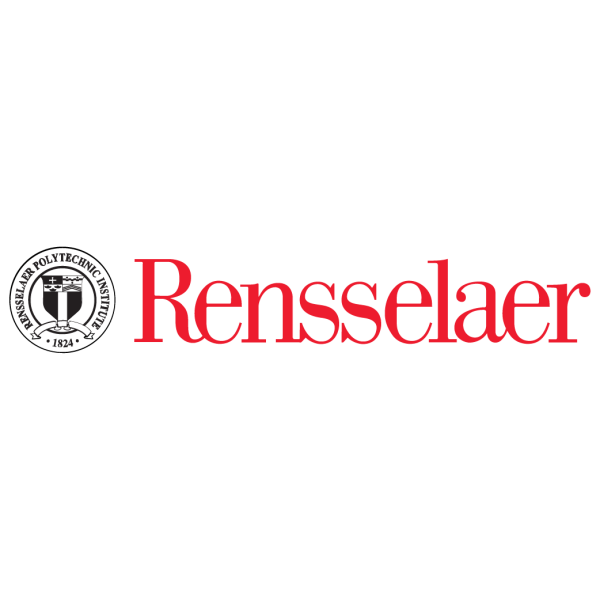 RENSSELAER POLYTECHNIC INSTITUTE
• 1824 •
Rensselaer